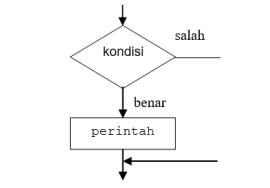 salah
kondisi
benar
perintah